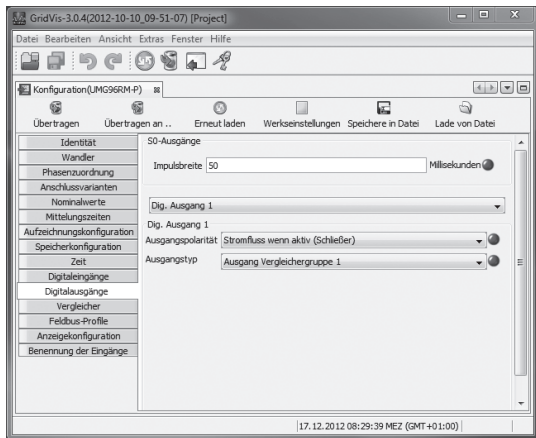 GridVis-3.0.4(2012-10-10_09-51-07) [Project]
Datei Bearbeiten Ansicht Extras Fenster Hilfe
Konfiguration(UMG96RM-P)
Übertragen Übertragen an .. Erneut laden Werkseinstellungen Speichere in Datei Lade von Datei
Identität
Wandler
Phasenzuordnung
Anschlussvarianten
Nominalwerte
Mittelungszeiten
Aufzeichnungskonfiguration
Speicherkonfiguration
Zeit
Digitaleingänge
Digitalausgänge
Vergleicher
Feldbus-Profile
Anzeigekonfiguration
Benennung der Eingänge
S0-Ausgänge
Impulsbreite 50 Millisekunden
Dig. Ausgang 1
Dig. Ausgang 1
Ausgangspolarität Stromfluss wenn aktiv (Schließer)
Ausgangstyp Ausgang Vergleichergruppe 1
17.12.2012 08:29:39 MEZ (GMT+01:00)